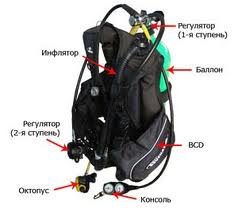 Регулятор
(1-я ступень)
Инфлятор
Баллон
Регулятор
(2-я ступень)
BCD
Октопус
Консоль